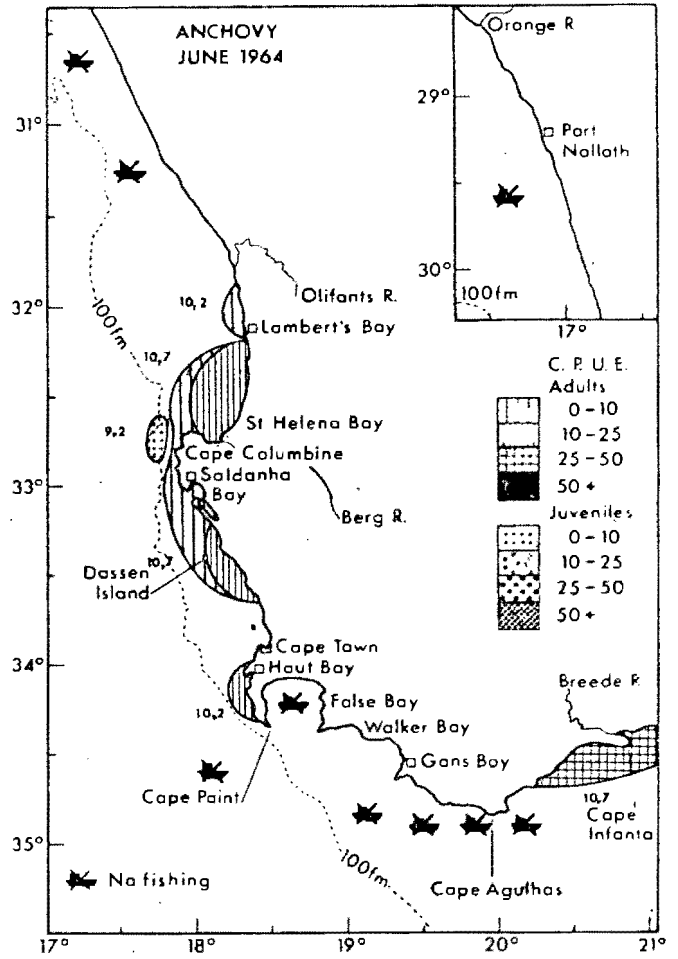 ANCHOVY
JUNE 1964
Orange R
29°
Port
Nolloth
30°
100fm
17°
31°
32°
33°
34°
35°
10,2
Olifants R.
Lambert's Bay
100fm
10,7
9,2
St Helena Bay
Cape Columbine
Saldanha
Bay
Berg R.
10,7
Dassen
Island
Cape Town
Haut Bay
False Bay
Walker Bay
Gans Bay
10,2
Cape Point
Breede R
10,7
Cape
Infanta
Cape Agulhas
100fm
No fishing
C. P. U. E.
Adults
0-10
10-25
25-50
50+
Juveniles
0-10
10-25
25-50
50+
17°
18°
19°
20°
21°